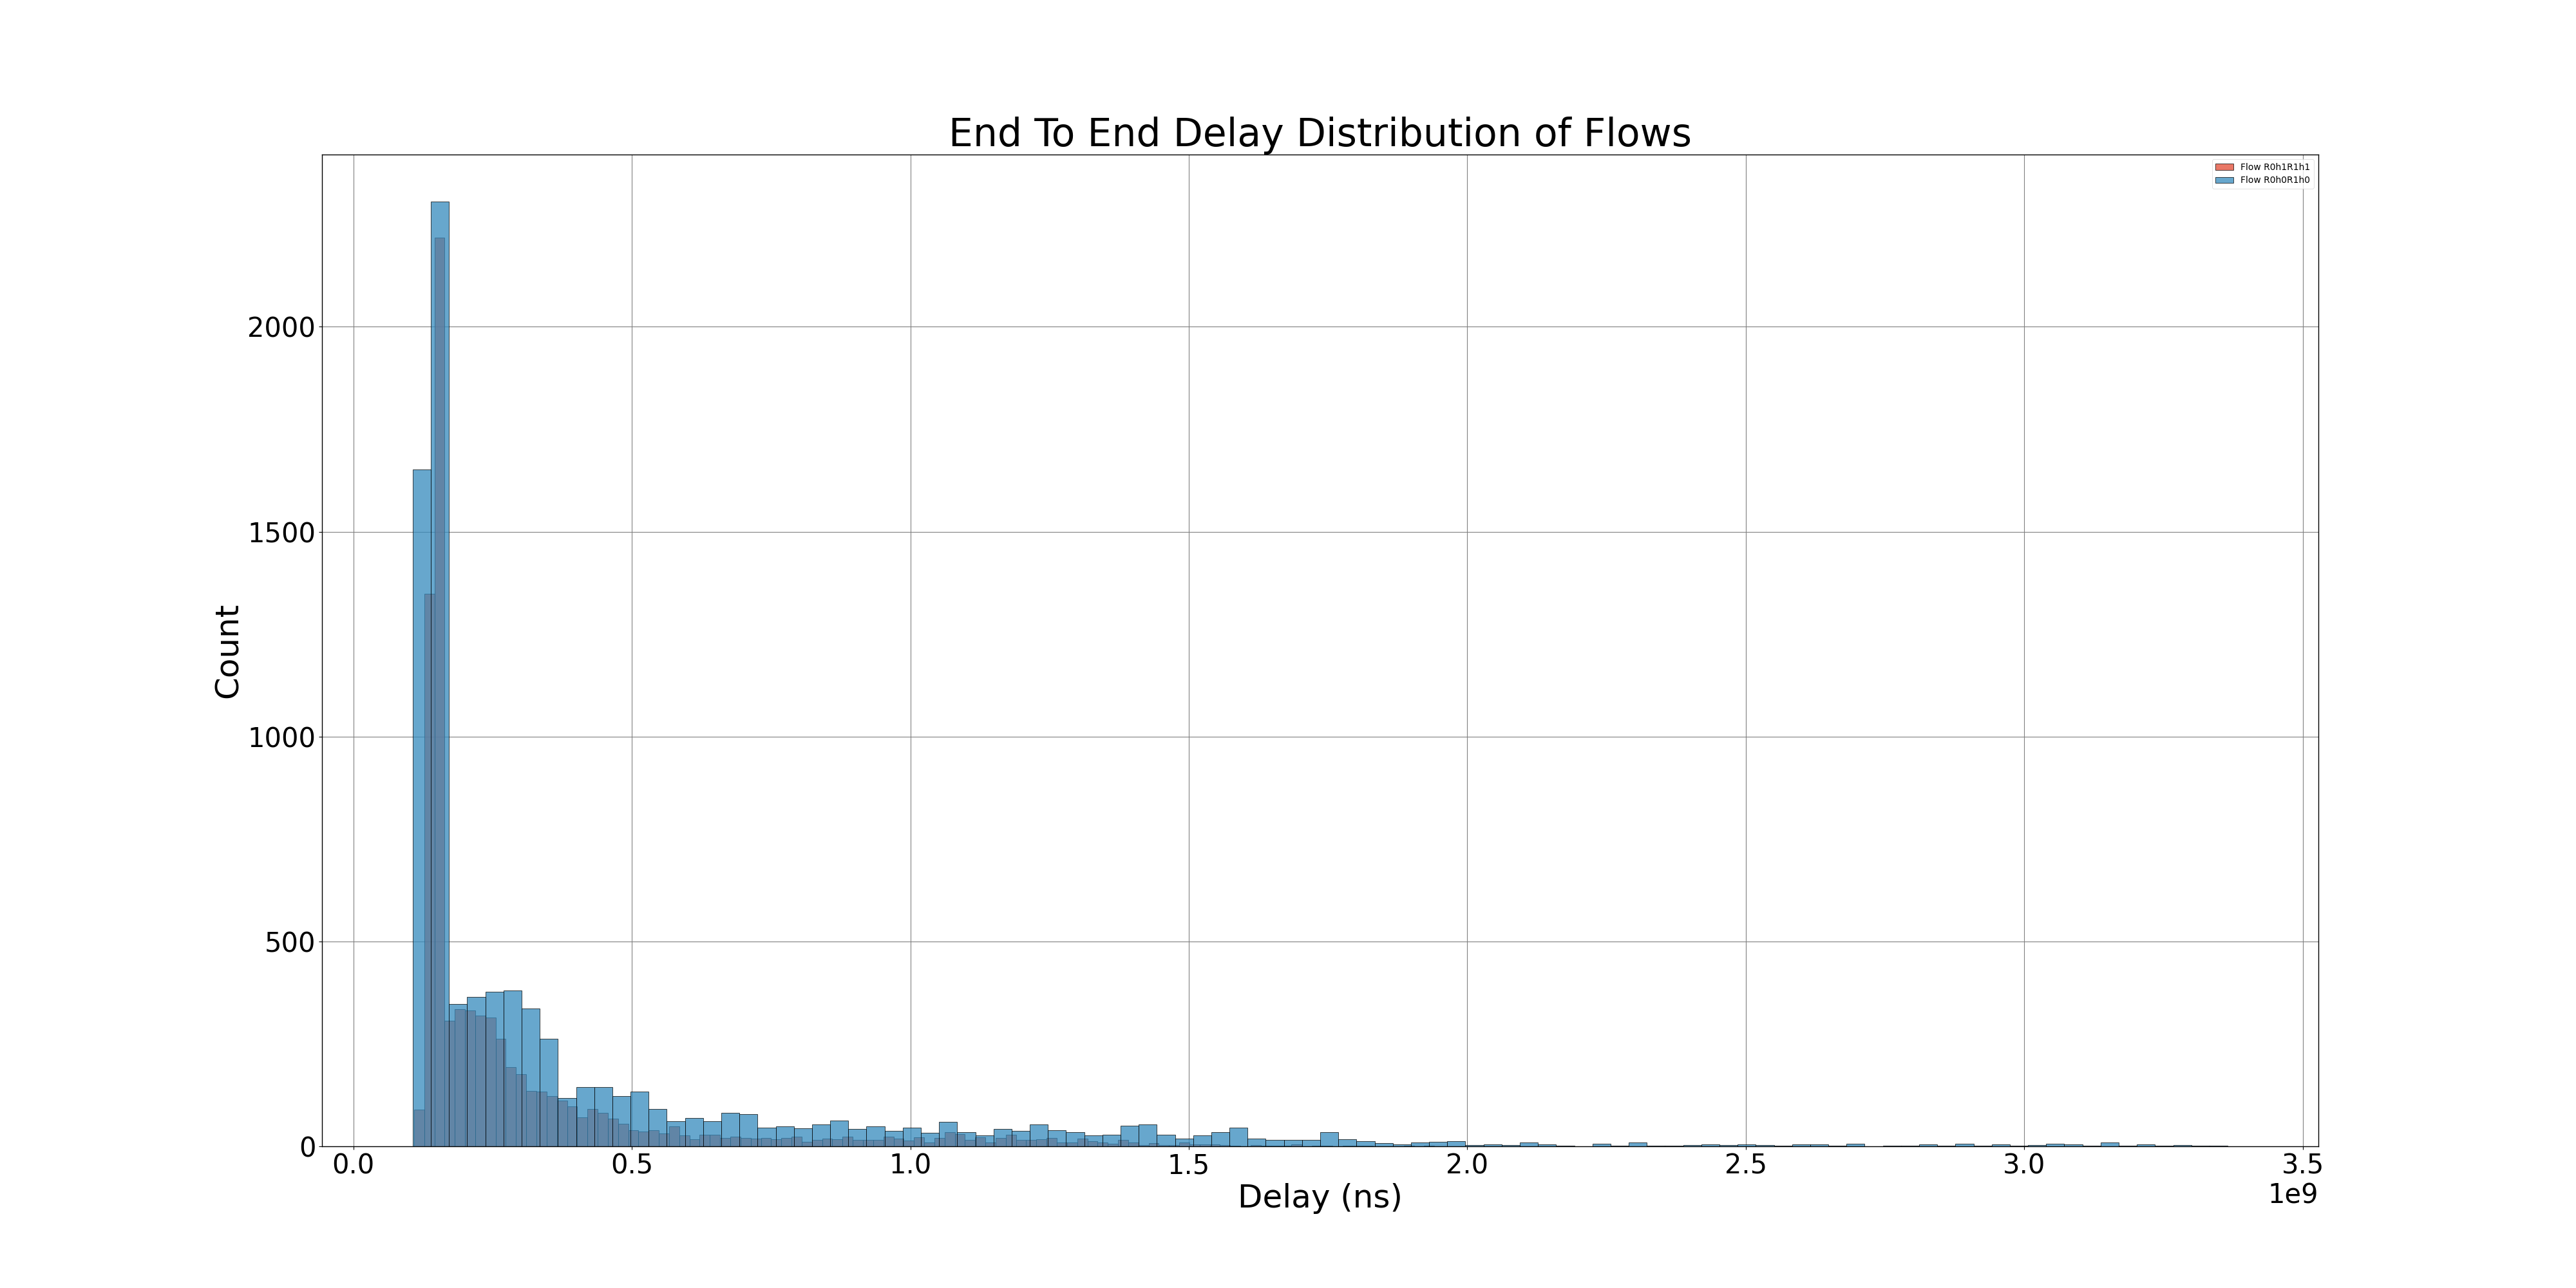 End To End Delay Distribution of Flows
Flow R0h1R1h1
Flow R0h0R1h0
2000
1500
1000
500
0
Count
0.0 0.5 1.0 1.5 2.0 2.5 3.0 3.5
1e9
Delay (ns)